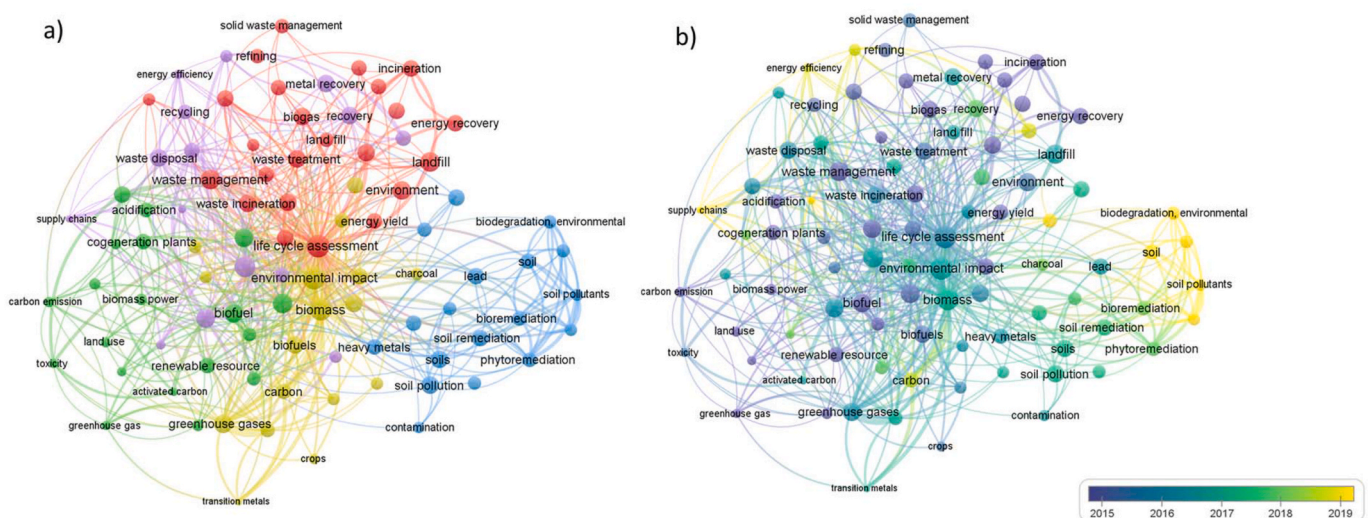 a)
solid waste management
refining
energy efficiency
incineration
metal recovery
recycling
biogas
recovery
energy recovery
land fill
waste disposal
waste treatment
landfill
waste management
environment
waste incineration
acidification
supply chains
energy yield
biodegradation, environmental
cogeneration plants
life cycle assessment
soil
environmental impact
charcoal
lead
soil pollutants
carbon emission
biomass power
biofuel
biomass
bioremediation
land use
soil remediation
biofuels
heavy metals
toxicity
renewable resource
soils
phytoremediation
activated carbon
carbon
soil pollution
greenhouse gas
greenhouse gases
contamination
crops
transition metals
b)
solid waste management
refining
energy efficiency
incineration
metal recovery
recycling
biogas
recovery
energy recovery
land fill
waste disposal
waste treatment
landfill
waste management
environment
waste incineration
acidification
supply chains
energy yield
biodegradation, environmental
cogeneration plants
life cycle assessment
soil
environmental impact
charcoal
lead
soil pollutants
carbon emission
biomass power
biofuel
biomass
bioremediation
land use
soil remediation
biofuels
heavy metals
toxicity
renewable resource
soils
phytoremediation
activated carbon
carbon
soil pollution
greenhouse gas
greenhouse gases
contamination
crops
transition metals
2015 2016 2017 2018 2019